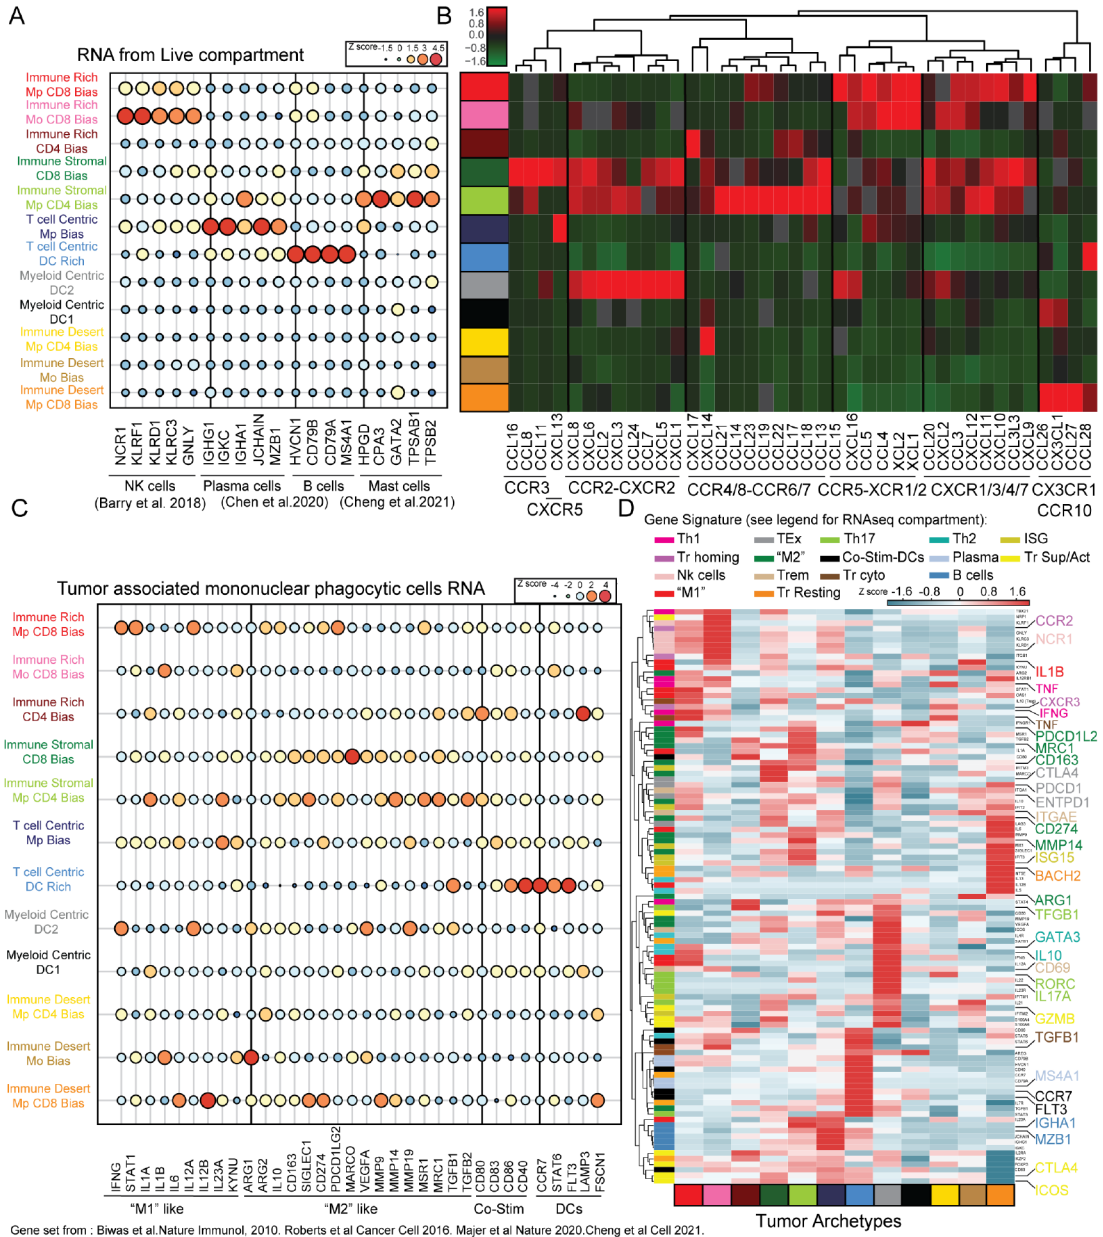 A
RNA from Live compartment
Z score
-1.5 0 1.5 3 4.5
Immune Rich
Mp CD8 Bias
Immune Rich
Mo CD8 Bias
Immune Rich
CD4 Bias
Immune Stromal
CD8 Bias
Immune Stromal
Mp CD4 Bias
T cell Centric
Mp Bias
T cell Centric
DC Rich
Myeloid Centric
DC2
Myeloid Centric
DC1
Immune Desert
Mp CD4 Bias
Immune Desert
Mo Bias
Immune Desert
Mp CD8 Bias
NCR1
KLRF1
KLRD1
KLRC3
GNLY
IGHG1
IGKC
IGHA1
JCHAIN
MZB1
HVCN1
CD79B
CD79A
MS4A1
HPGD
CPA3
GATA2
TPSAB1
TPSB2
NK cells
Plasma cells
B cells
Mast cells
(Barry et al. 2018)
(Chen et al.2020)
(Cheng et al.2021)
B
1.6
0.8
0.0
-0.8
-1.6
CCL16
CCL8
CCL11
CXCL13
CXCL8
CXCL6
CCL2
CXCL3
CCL24
CCL7
CXCL5
CXCL1
CXCL17
CXCL14
CCL21
CCL14
CCL23
CCL19
CCL22
CCL17
CCL18
CCL13
CCL15
CXCL16
CCL5
CCL4
XCL2
XCL1
CCL20
CXCL2
CCL3
CXCL12
CXCL11
CXCL10
CCL3L3
CXCL9
CCL26
CX3CL1
CCL27
CCL28
CCR3
CXCR5
CCR2-CXCR2
CCR4/8-CCR6/7
CCR5-XCR1/2
CXCR1/3/4/7
CX3CR1
CCR10
C
Tumor associated mononuclear phagocytic cells RNA
Z score
-4 -2 0 2 4
Immune Rich
Mp CD8 Bias
Immune Rich
Mo CD8 Bias
Immune Rich
CD4 Bias
Immune Stromal
CD8 Bias
Immune Stromal
Mp CD4 Bias
T cell Centric
Mp Bias
T cell Centric
DC Rich
Myeloid Centric
DC2
Myeloid Centric
DC1
Immune Desert
Mp CD4 Bias
Immune Desert
Mo Bias
Immune Desert
Mp CD8 Bias
IFNG
STAT1
IL1A
IL1B
IL6
IL12A
IL12B
IL23A
KYNU
ARG1
ARG2
IL10
CD163
SIGLEC1
CD274
PDCD1LG2
MARCO
VEGFA
MMP9
MMP14
MMP19
MSR1
MRC1
TGFB1
TGFB2
CD80
CD83
CD86
CD40
CCR7
STAT6
FLT3
LAMP3
FSCN1
"M1" like
"M2" like
Co-Stim
DCs
D
Gene Signature (see legend for RNAseq compartment):
Th1
TEx
Th17
Th2
ISG
Tr homing
"M2"
Co-Stim-DCs
Plasma
Tr Sup/Act
Nk cells
Trem
Tr cyto
B cells
"M1"
Tr Resting
Z score
-1.6 -0.8 0 0.8 1.6
CCR2
NCR1
IL1B
TNF
CXCR3
IFNG
TNF
PDCD1L2
MRC1
CD163
CTLA4
PDCD1
ENTPD1
ITGAE
CD274
MMP14
ISG15
BACH2
ARG1
TFGB1
GATA3
IL10
CD69
RORC
IL17A
GZMB
TGFB1
MS4A1
CCR7
FLT3
IGHA1
MZB1
CTLA4
ICOS
Tumor Archetypes
Gene set from : Biwas et al.Nature Immunol, 2010. Roberts et al Cancer Cell 2016. Majer et al Nature 2020.Cheng et al Cell 2021.